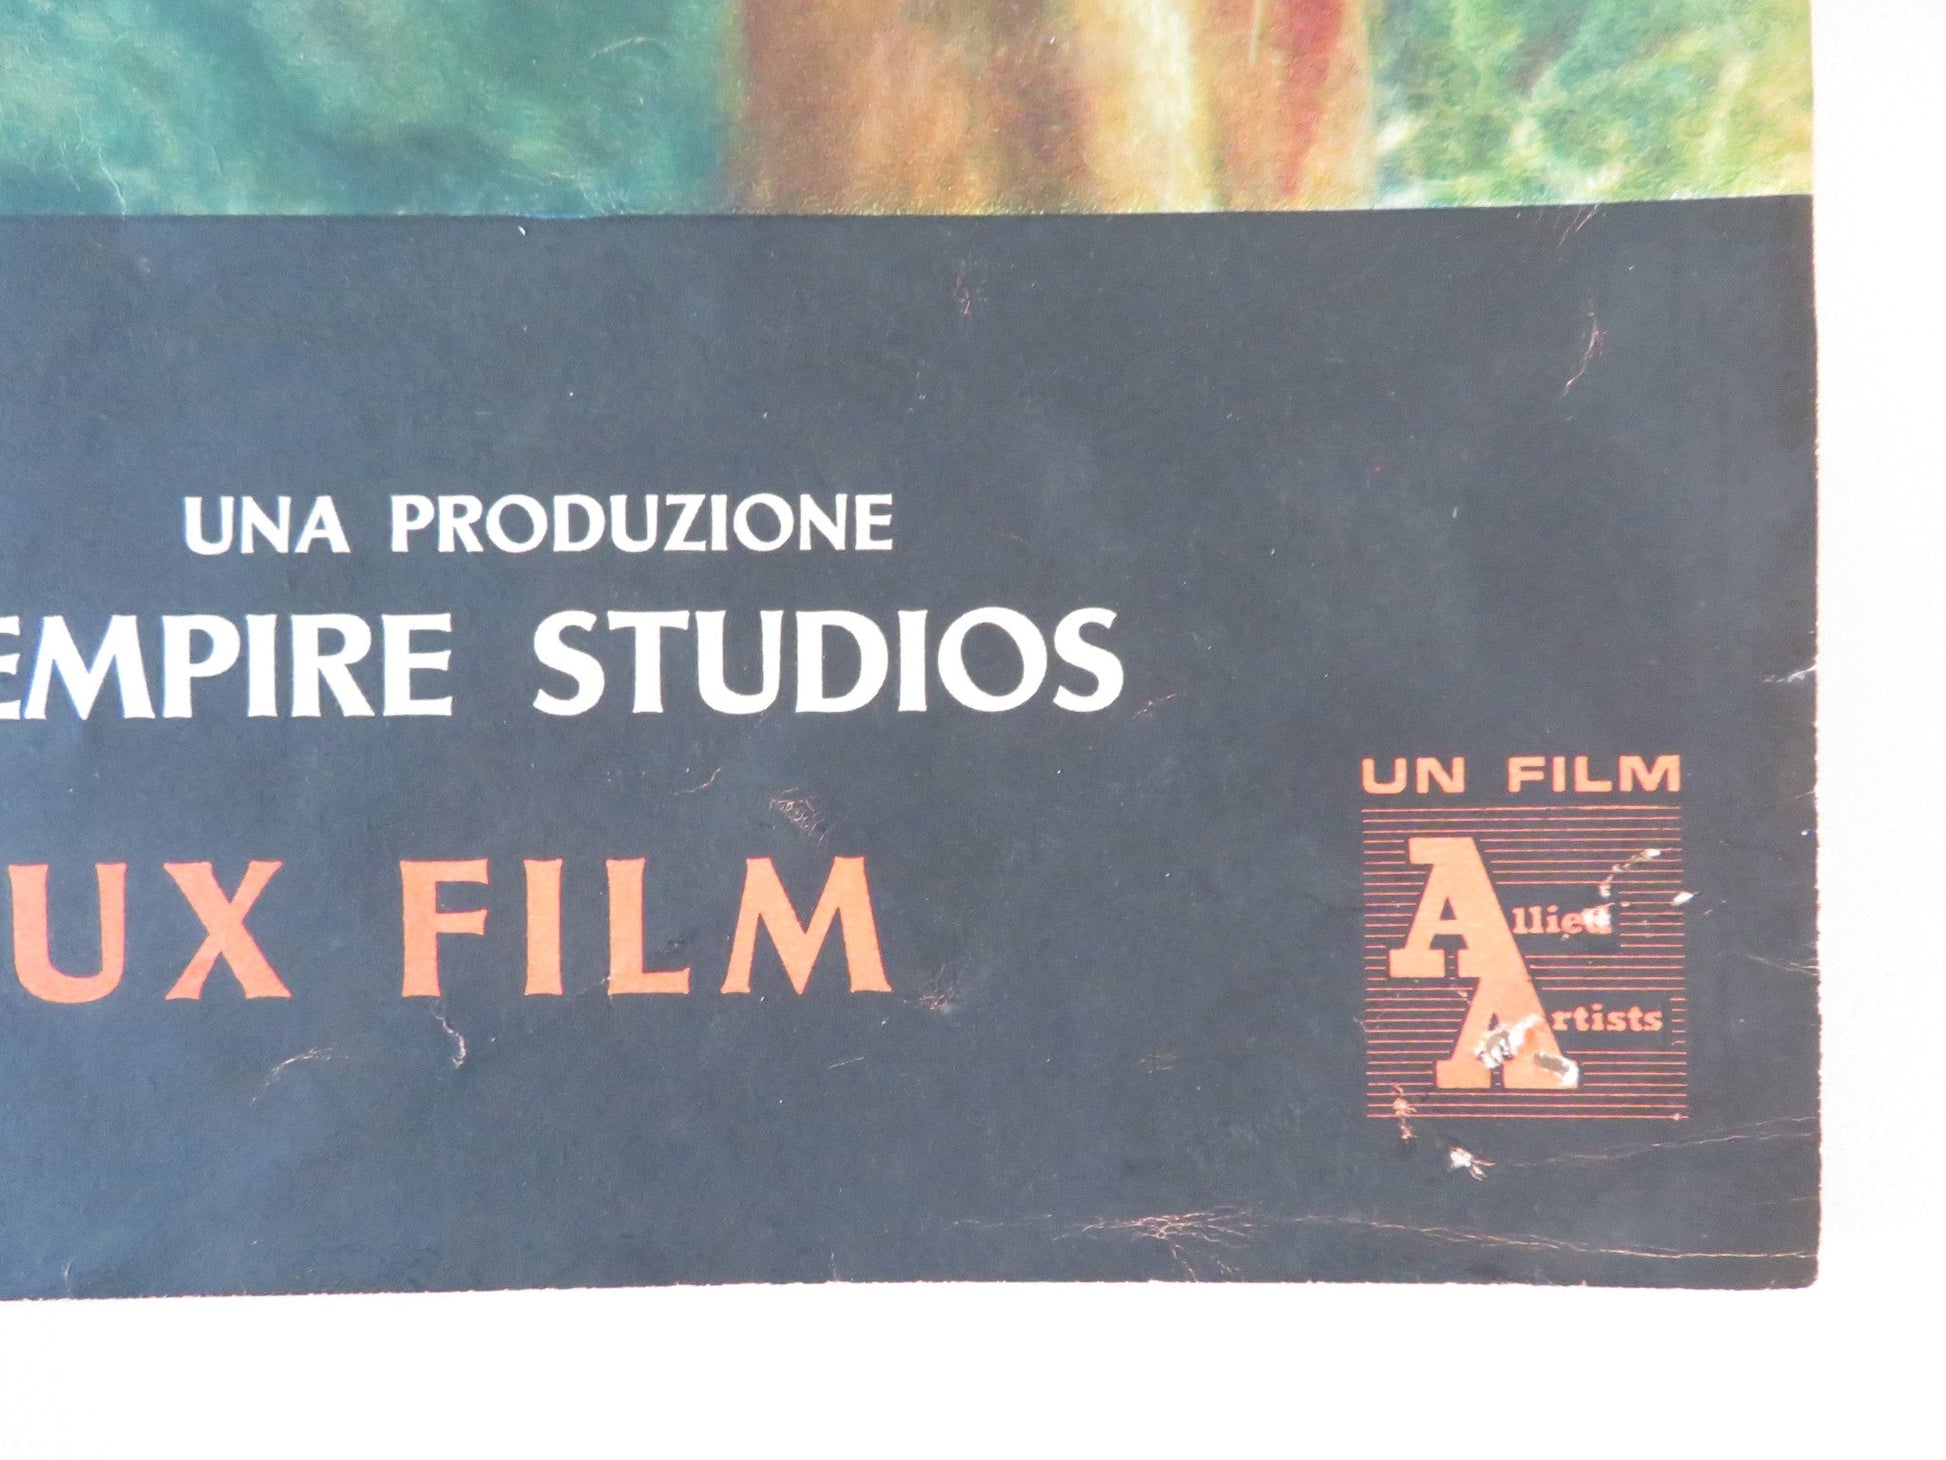 UNA PRODUZIONE
EMPIRE STUDIOS
UX FILM
UN FILM
Allied
Artists